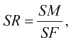 SR = SM / SF,